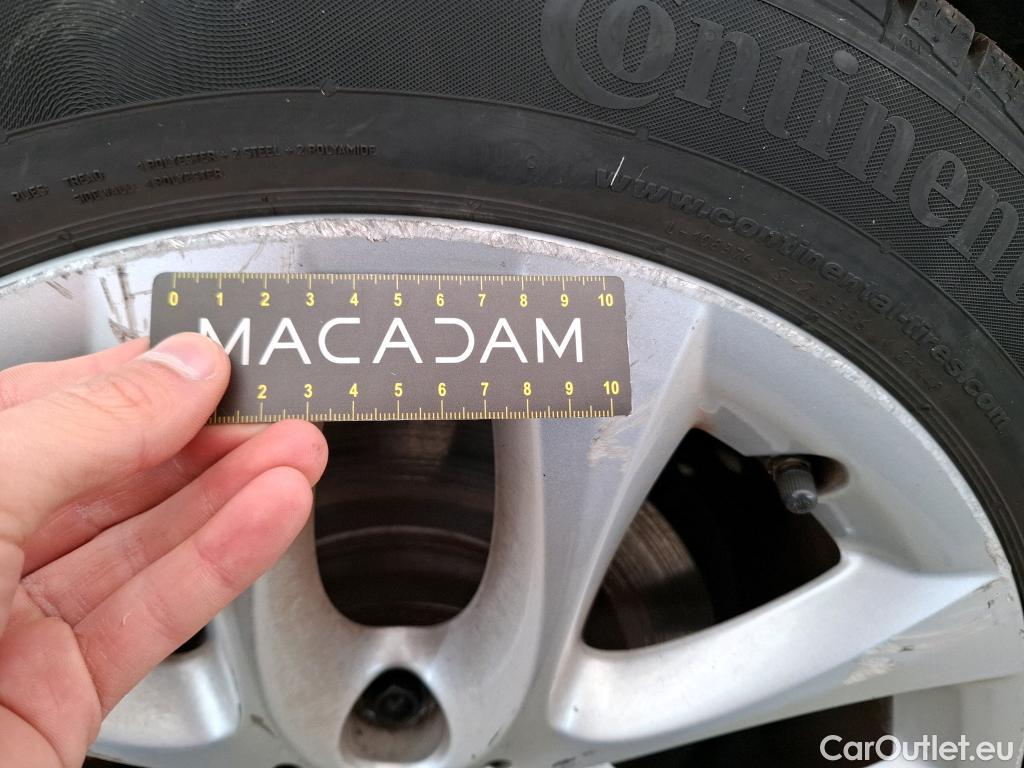 Continen
PLIES: TREAD 1 POLYESTER + 2 STEEL + 2 POLYAMIDE
SIDEWALL 1 POLYESTER
www.continental-tires.com
0 1 2 3 4 5 6 7 8 9 10
MACADAM
2 3 4 5 6 7 8 9 10
CarOutlet.eu